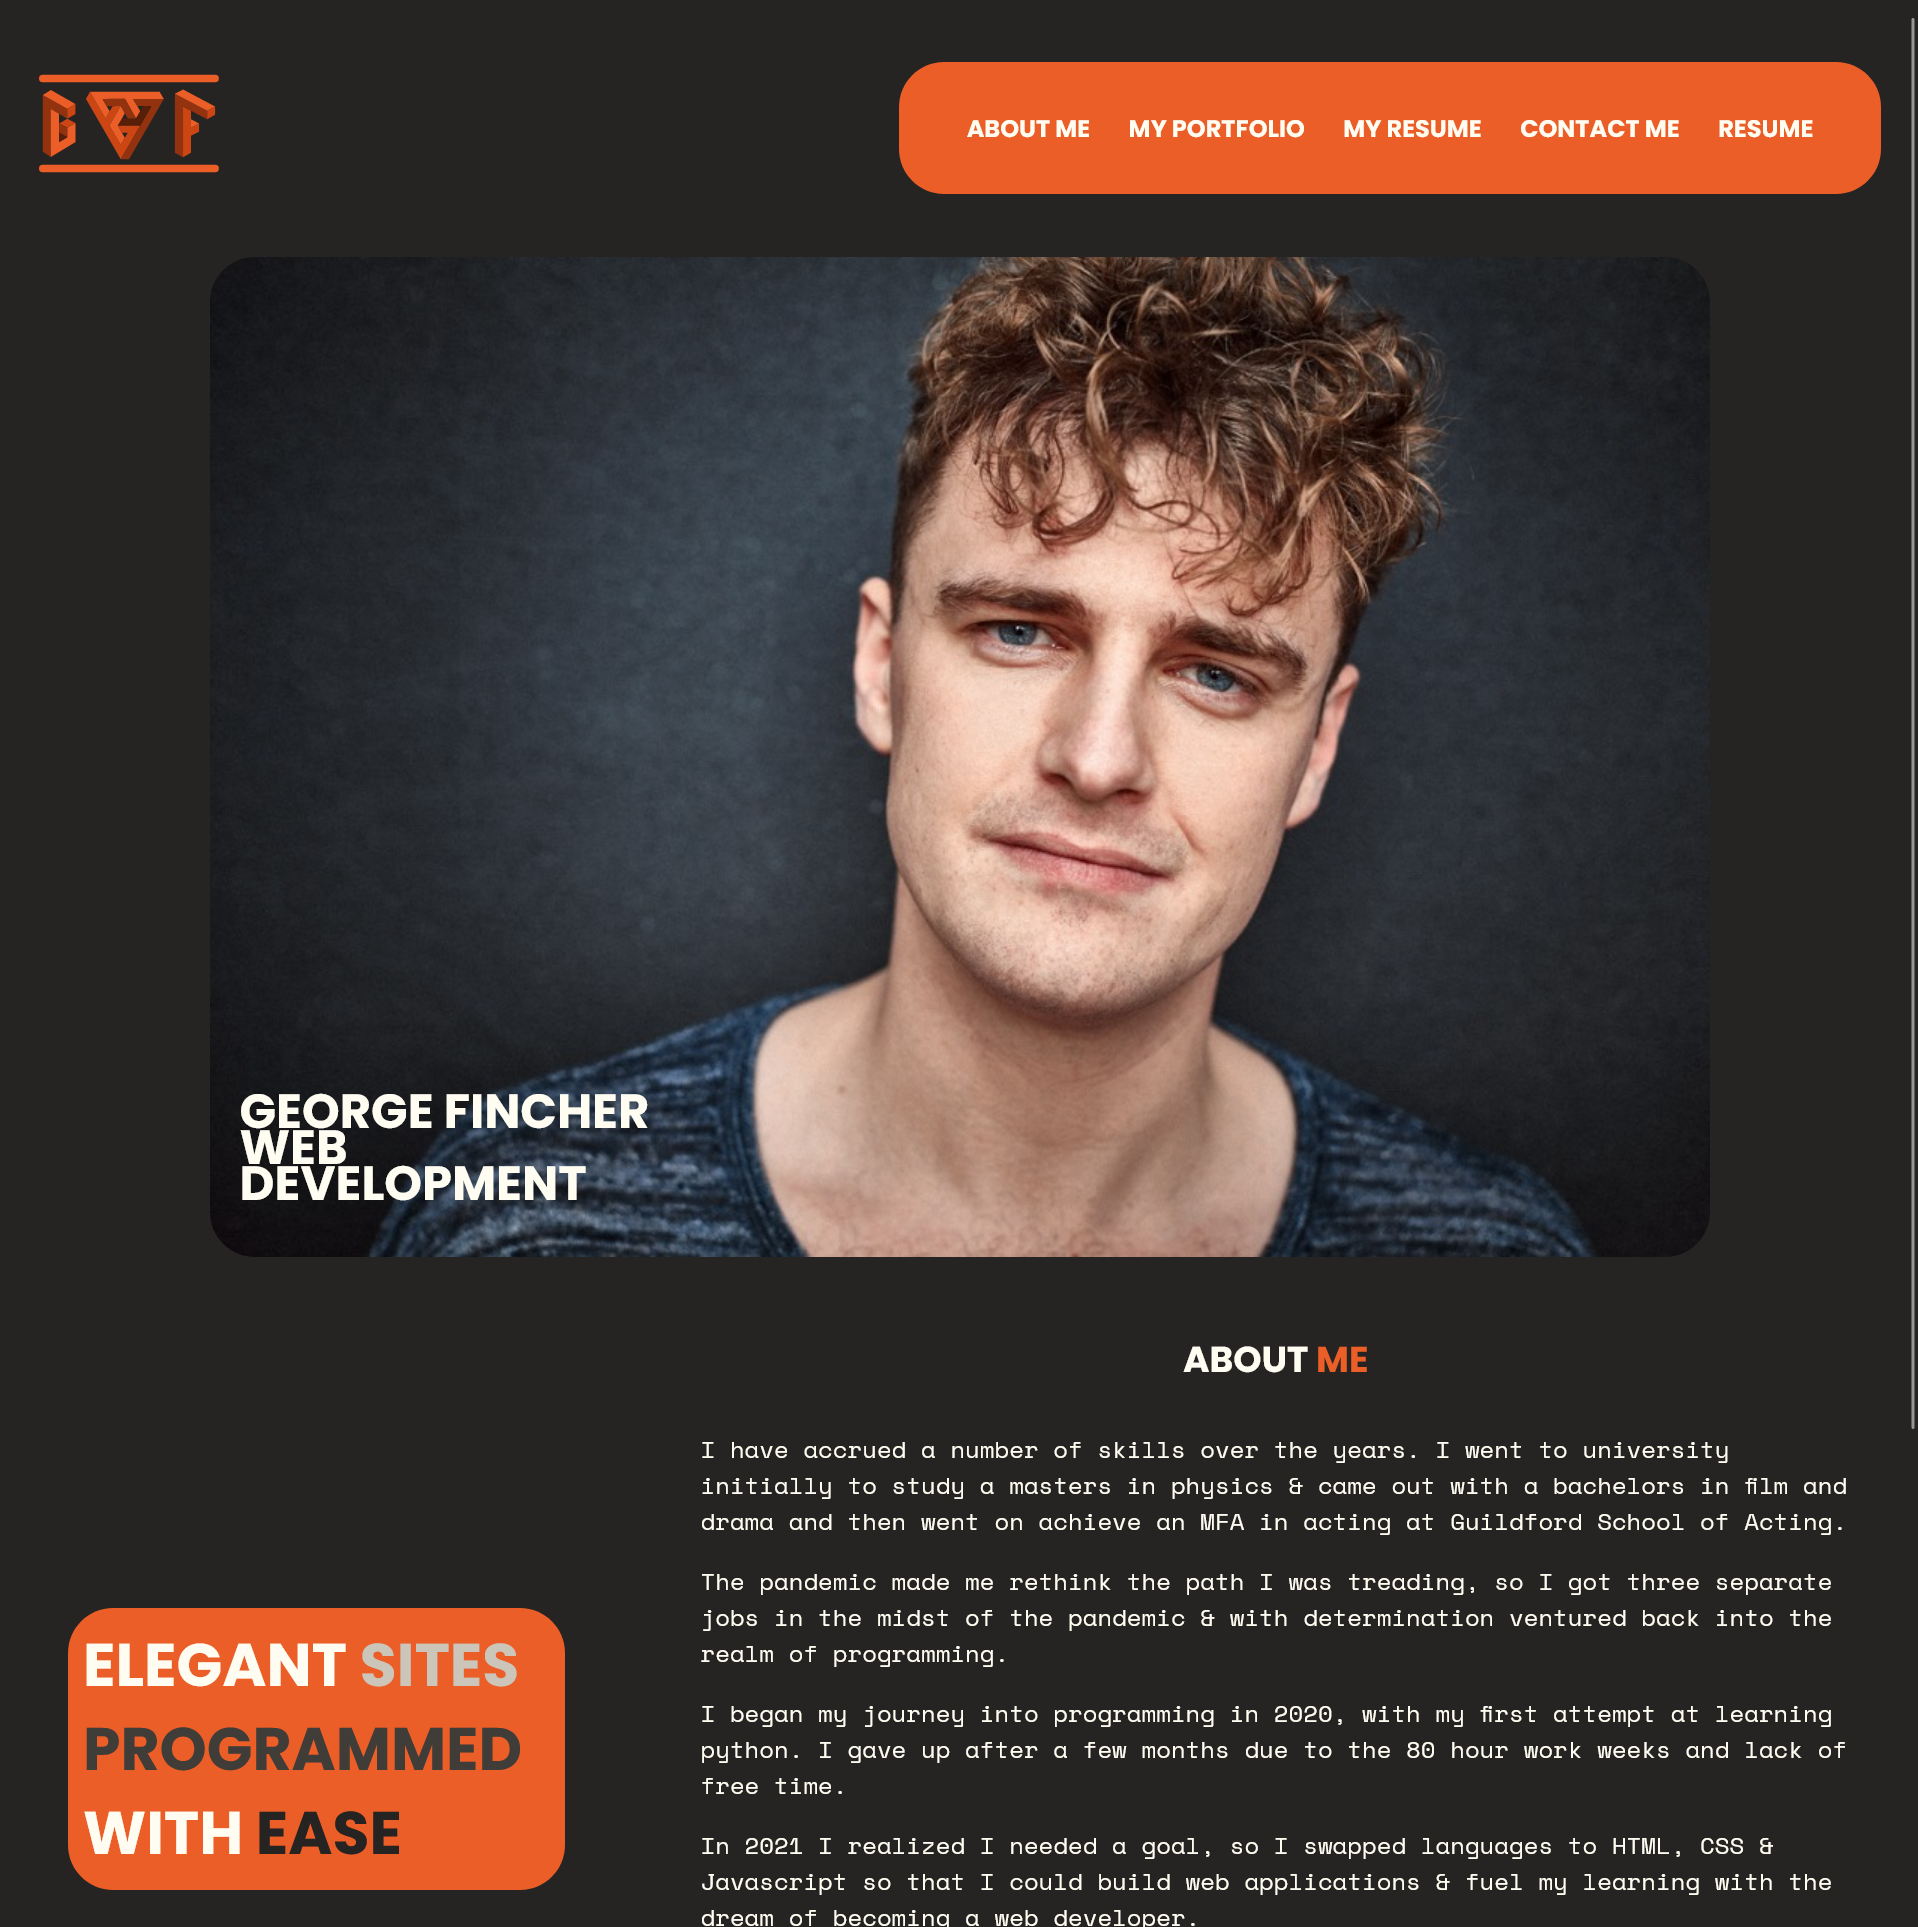 GWF
ABOUT ME MY PORTFOLIO MY RESUME CONTACT ME RESUME
GEORGE FINCHER
WEB
DEVELOPMENT
ABOUT ME
I have accrued a number of skills over the years. I went to university
initially to study a masters in physics & came out with a bachelors in film and
drama and then went on achieve an MFA in acting at Guildford School of Acting.
The pandemic made me rethink the path I was treading, so I got three separate
jobs in the midst of the pandemic & with determination ventured back into the
realm of programming.
I began my journey into programming in 2020, with my first attempt at learning
python. I gave up after a few months due to the 80 hour work weeks and lack of
free time.
In 2021 I realized I needed a goal, so I swapped languages to HTML, CSS &
Javascript so that I could build web applications & fuel my learning with the
dream of becoming a web developer.
ELEGANT SITES
PROGRAMMED
WITH EASE